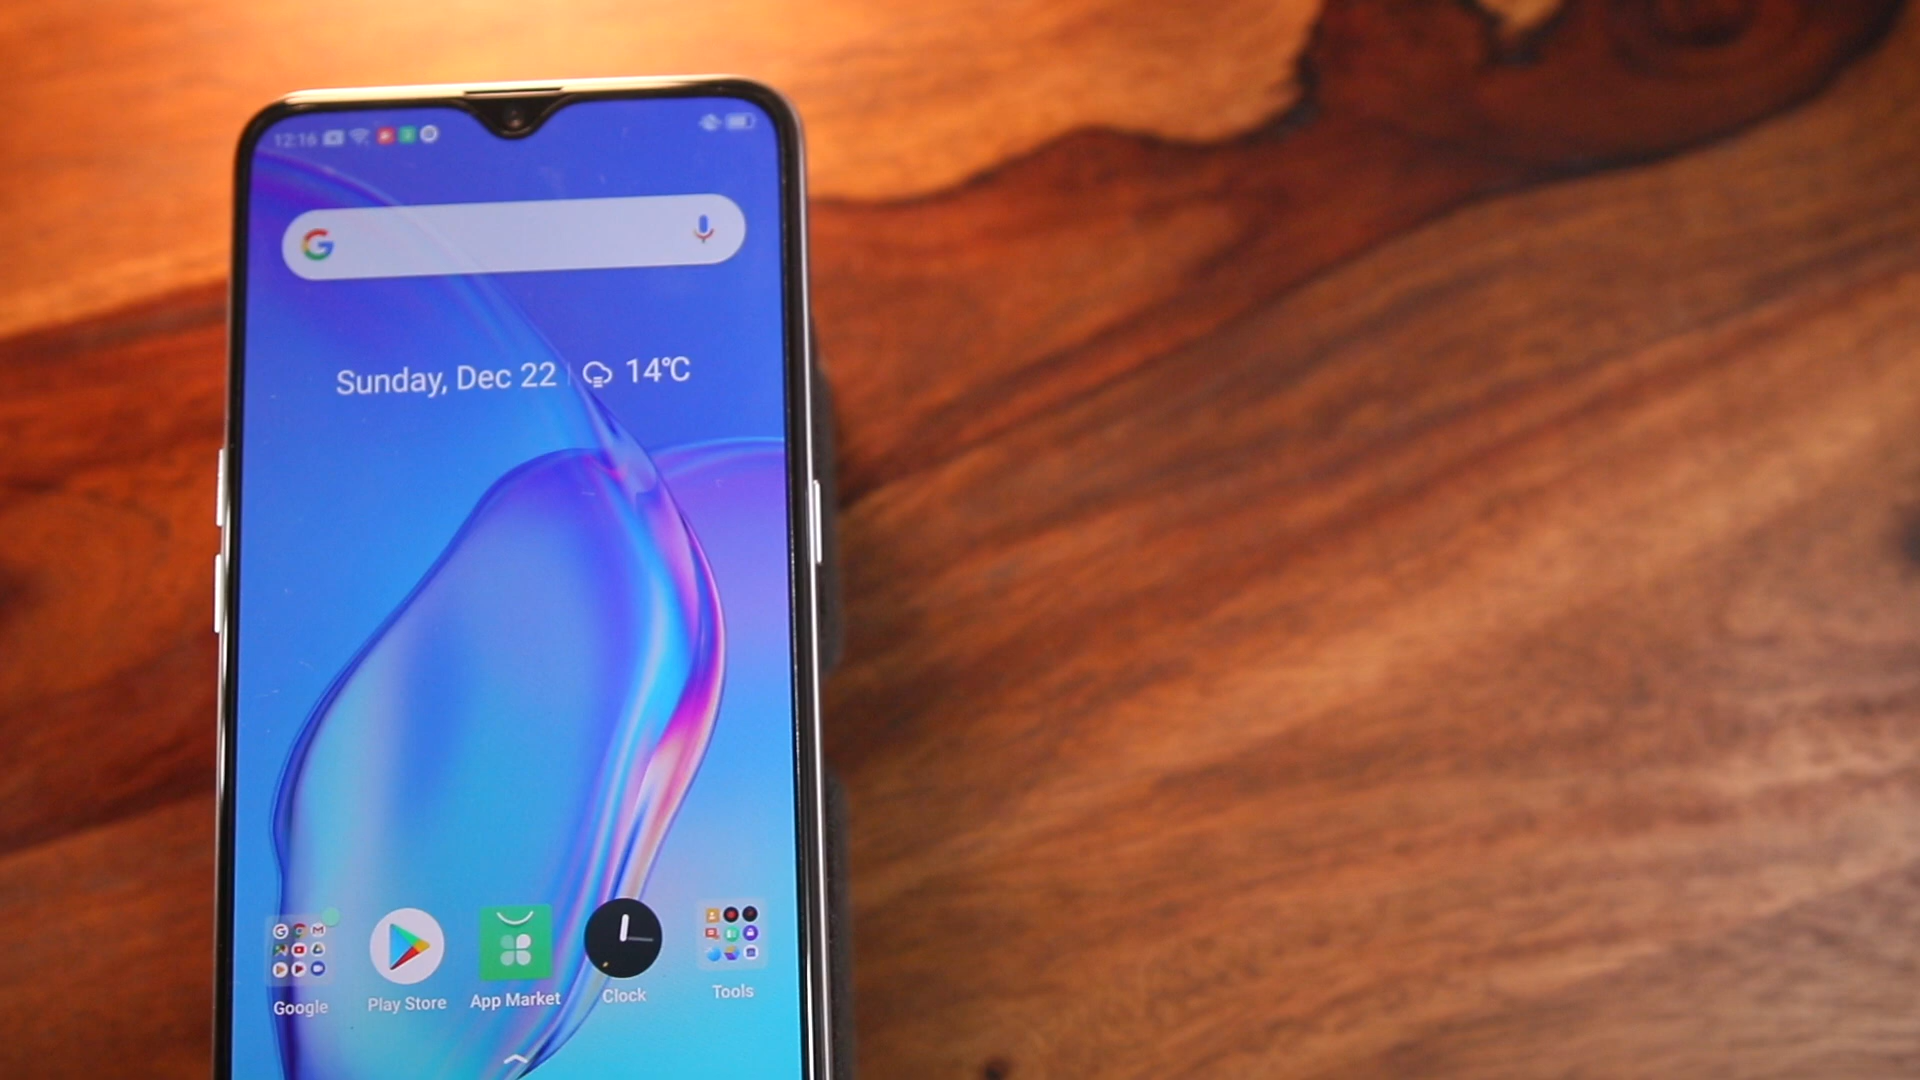 12:16
Sunday, Dec 22 | 14℃
Google
Play Store
App Market
Clock
Tools